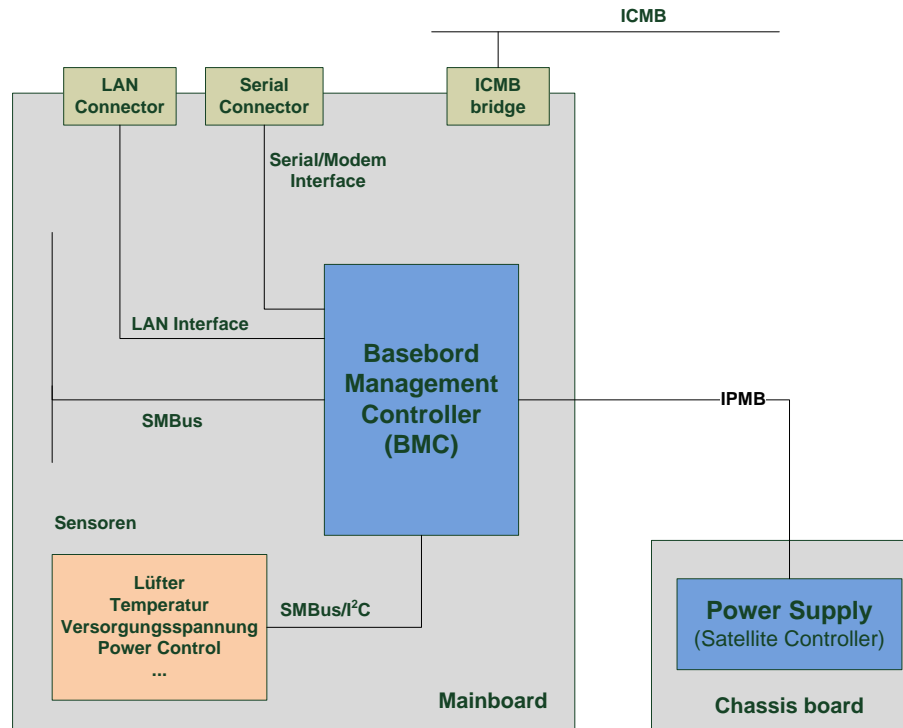 ICMB
LAN
Connector
Serial
Connector
ICMB
bridge
Serial/Modem
Interface
LAN Interface
Basebord
Management
Controller
(BMC)
IPMB
SMBus
Sensoren
Lüfter
Temperatur
Versorgungsspannung
Power Control
...
SMBus/I²C
Power Supply
(Satellite Controller)
Mainboard
Chassis board